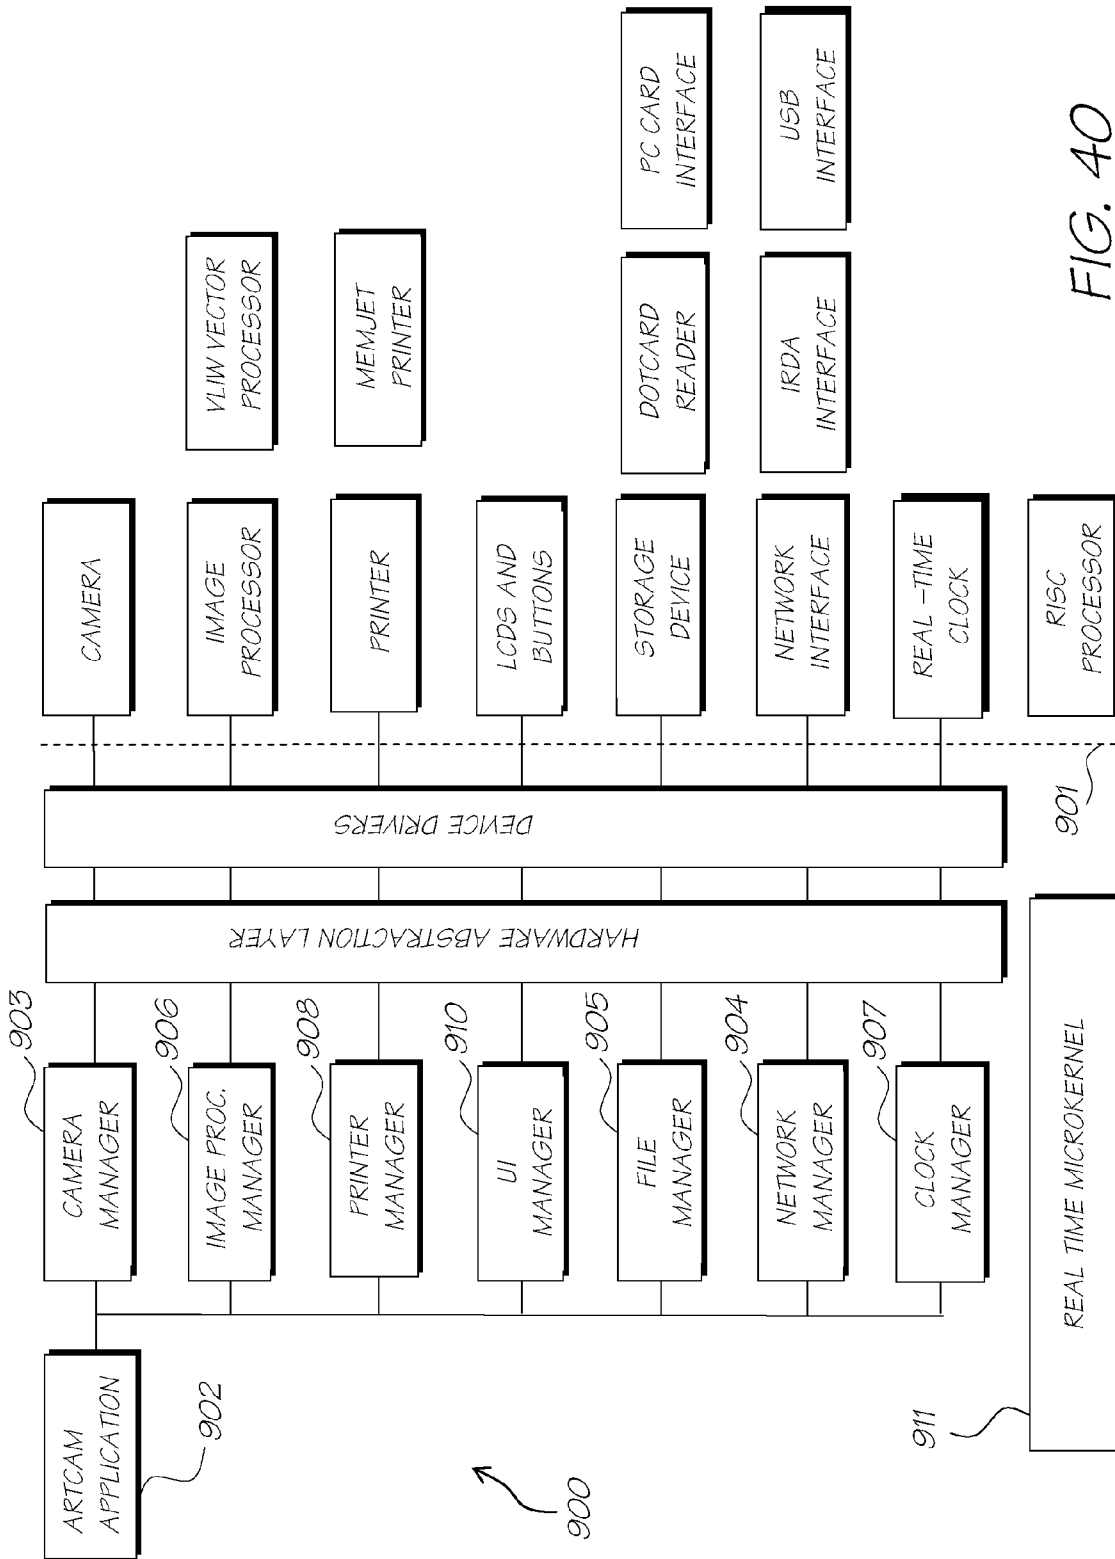 ARTCAM
APPLICATION
902
CAMERA
MANAGER
903
IMAGE PROC.
MANAGER
906
PRINTER
MANAGER
908
UI
MANAGER
910
FILE
MANAGER
905
NETWORK
MANAGER
904
CLOCK
MANAGER
907
HARDWARE ABSTRACTION LAYER
DEVICE DRIVERS
CAMERA
IMAGE
PROCESSOR
VLIW VECTOR
PROCESSOR
PRINTER
MEMJET
PRINTER
LCDS AND
BUTTONS
STORAGE
DEVICE
DOTCARD
READER
PC CARD
INTERFACE
NETWORK
INTERFACE
IRDA
INTERFACE
USB
INTERFACE
REAL-TIME
CLOCK
RISC
PROCESSOR
REAL TIME MICROKERNEL
911
901
900
FIG. 40